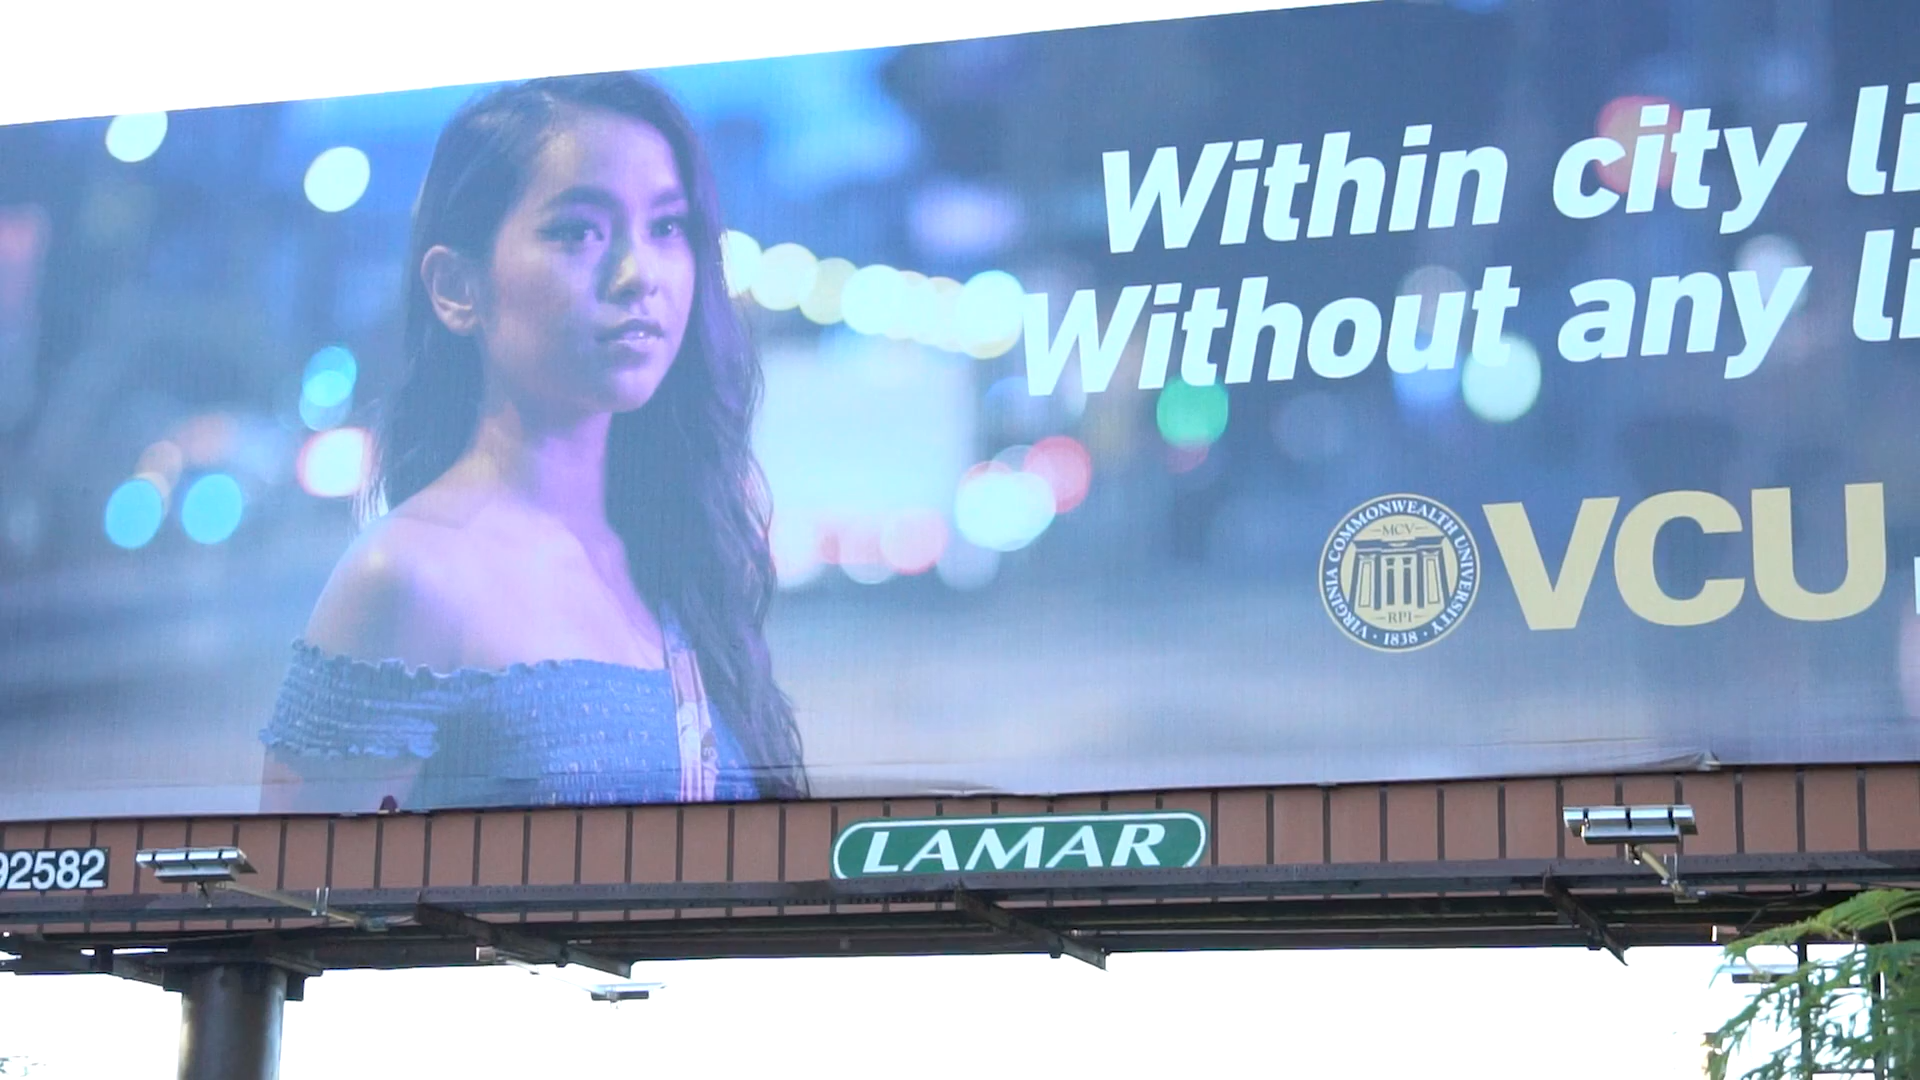 Within city li
Without any li
VIRGINIA COMMONWEALTH UNIVERSITY
MCV
RPI
· 1838 ·
VCU
LAMAR
92582